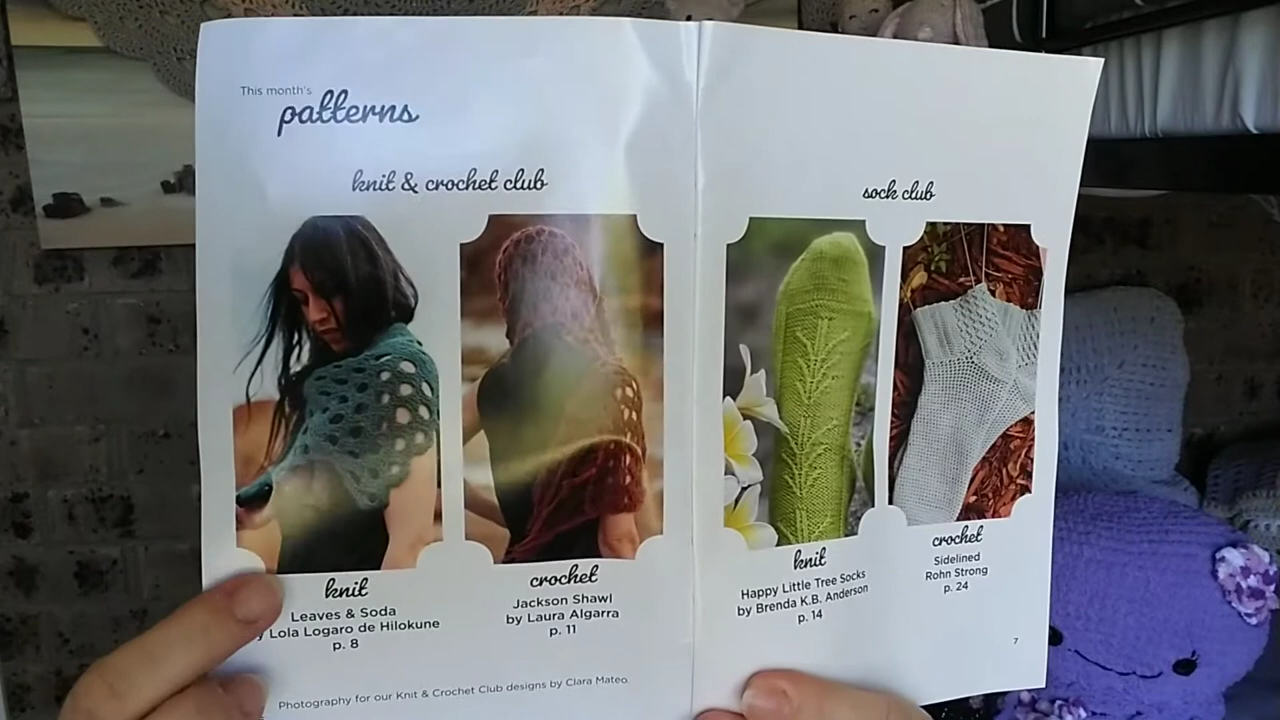 This month's
patterns
knit & crochet club
knit
Leaves & Soda
by Lola Logaro de Hilokune
p. 8
crochet
Jackson Shawl
by Laura Algarra
p. 11
Photography for our Knit & Crochet Club designs by Clara Mateo.
sock club
knit
Happy Little Tree Socks
by Brenda K.B. Anderson
p. 14
crochet
Sidelined
Rohn Strong
p. 24
7